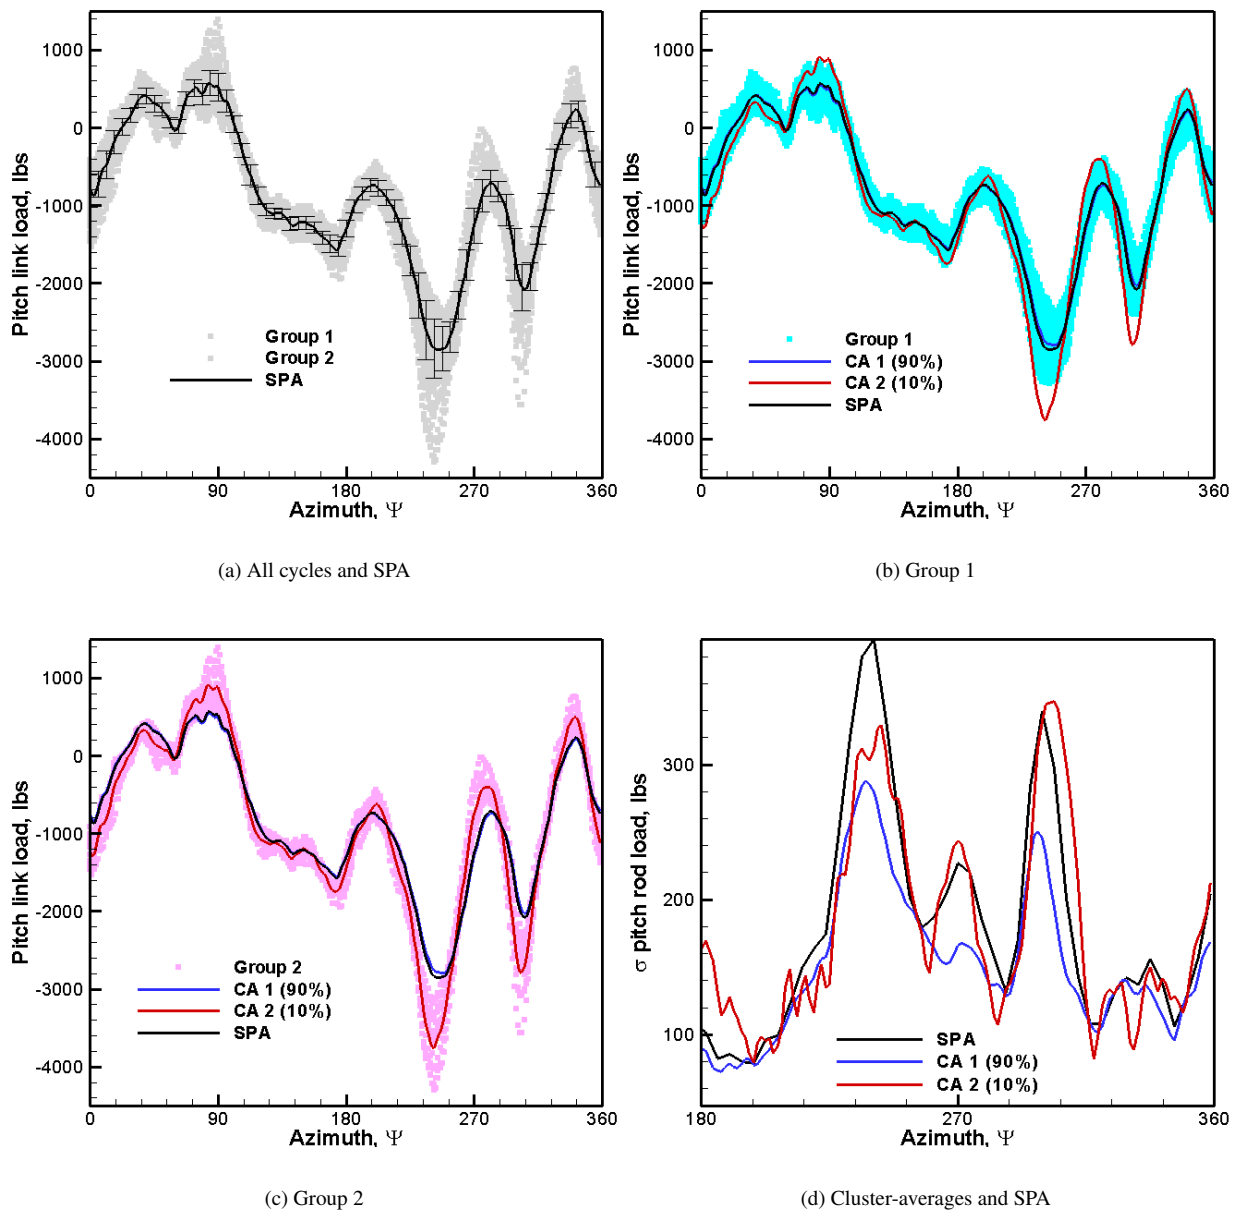 1000
0
-1000
-2000
-3000
-4000
Pitch link load, lbs
Group 1
Group 2
SPA
0 90 180 270 360
Azimuth, Ψ
(a) All cycles and SPA
1000
0
-1000
-2000
-3000
-4000
Pitch link load, lbs
Group 1
CA 1 (90%)
CA 2 (10%)
SPA
0 90 180 270 360
Azimuth, Ψ
(b) Group 1
1000
0
-1000
-2000
-3000
-4000
Pitch link load, lbs
Group 2
CA 1 (90%)
CA 2 (10%)
SPA
0 90 180 270 360
Azimuth, Ψ
(c) Group 2
300
200
100
σ pitch rod load, lbs
SPA
CA 1 (90%)
CA 2 (10%)
180 270 360
Azimuth, Ψ
(d) Cluster-averages and SPA